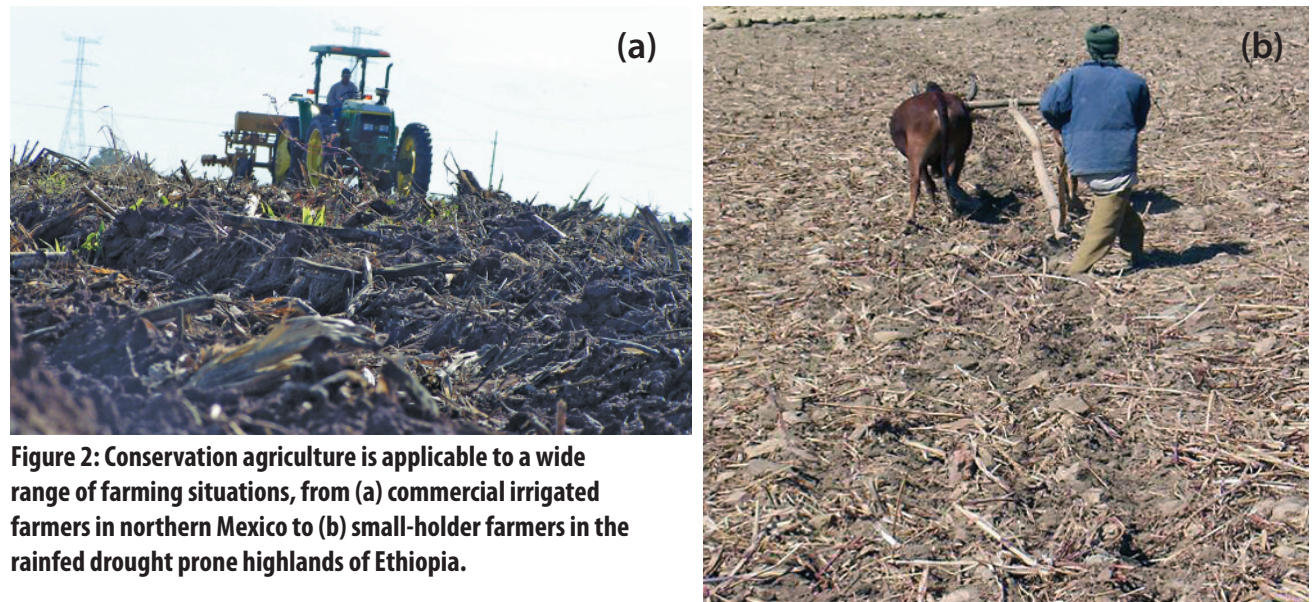 (a)
(b)
Figure 2: Conservation agriculture is applicable to a wide
range of farming situations, from (a) commercial irrigated
farmers in northern Mexico to (b) small-holder farmers in the
rainfed drought prone highlands of Ethiopia.